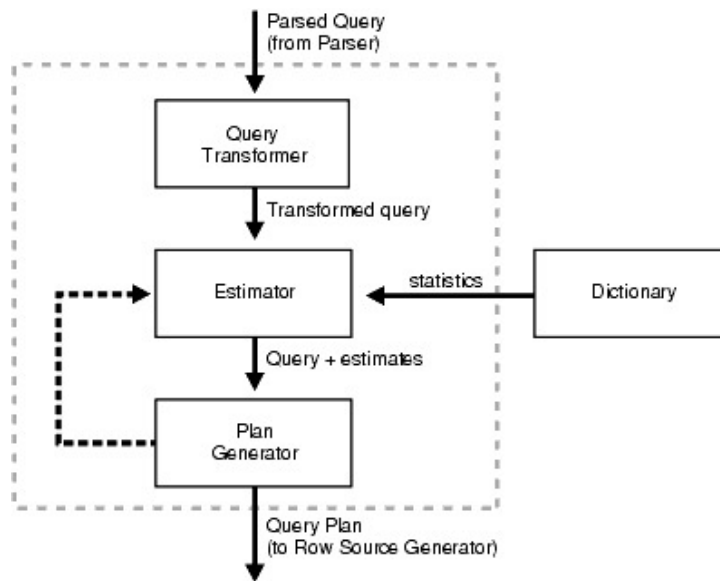 Parsed Query
(from Parser)
Query
Transformer
Transformed query
Estimator
statistics
Dictionary
Query + estimates
Plan
Generator
Query Plan
(to Row Source Generator)